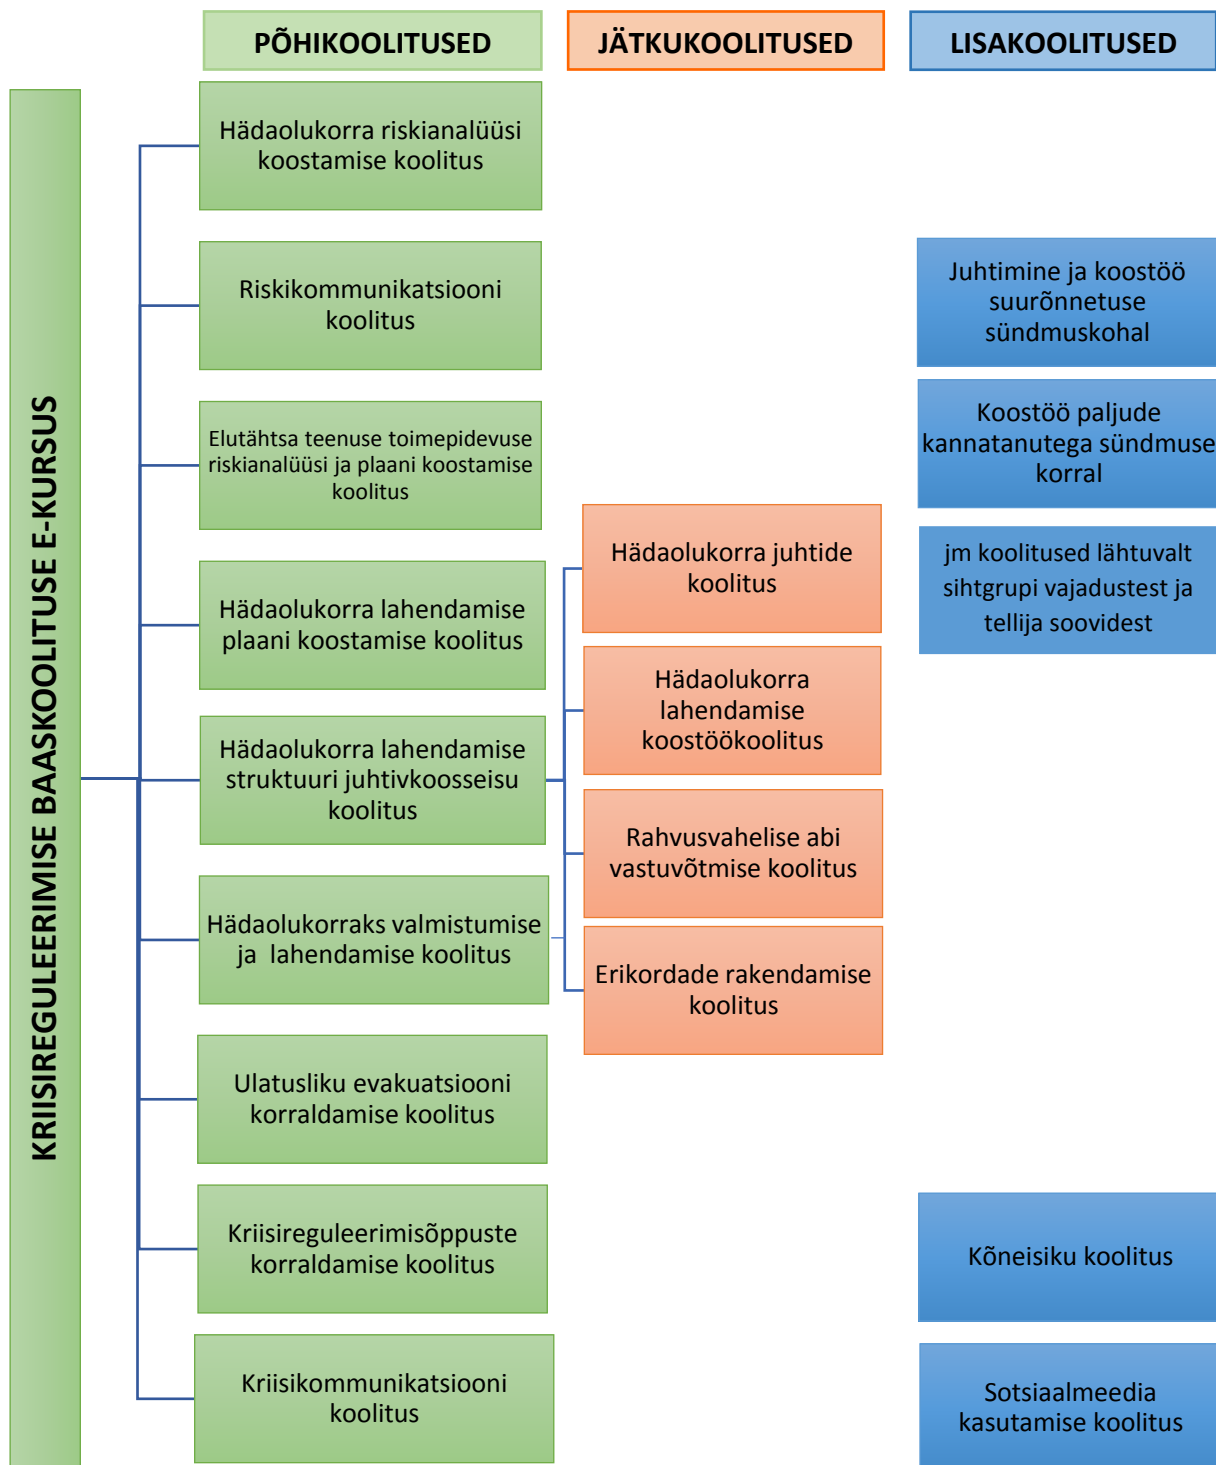 PÕHIKOOLITUSED
JÄTKUKOOLITUSED
LISAKOOLITUSED
KRIISIREGULEERIMISE BAASKOOLITUSE E-KURSUS
Hädaolukorra riskianalüüsi
koostamise koolitus
Riskikommunikatsiooni
koolitus
Elutähtsa teenuse toimepidevuse
riskianalüüsi ja plaani koostamise
koolitus
Hädaolukorra lahendamise
plaani koostamise koolitus
Hädaolukorra lahendamise
struktuuri juhtivkoosseisu
koolitus
Hädaolukorraks valmistumise
ja lahendamise koolitus
Ulatusliku evakuatsiooni
korraldamise koolitus
Kriisireguleerimisõppuste
korraldamise koolitus
Kriisikommunikatsiooni
koolitus
Hädaolukorra juhtide
koolitus
Hädaolukorra
lahendamise
koostöökoolitus
Rahvusvahelise abi
vastuvõtmise koolitus
Erikordade rakendamise
koolitus
Juhtimine ja koostöö
suurõnnetuse
sündmuskohal
Koostöö paljude
kannatanutega sündmuse
korral
jm koolitused lähtuvalt
sihtgrupi vajadustest ja
tellija soovidest
Kõneisiku koolitus
Sotsiaalmeedia
kasutamise koolitus